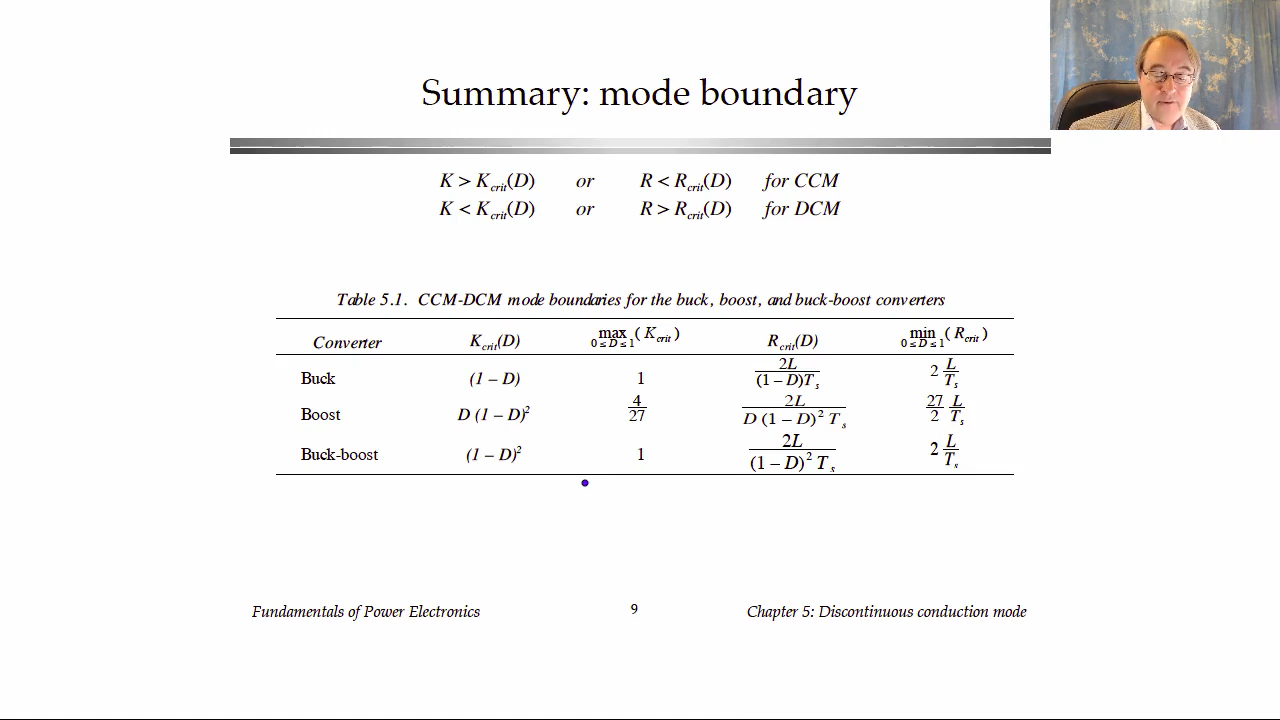 Summary: mode boundary
K > K_crit(D) or R < R_crit(D) for CCM
K < K_crit(D) or R > R_crit(D) for DCM
Table 5.1. CCM-DCM mode boundaries for the buck, boost, and buck-boost converters
Converter K_crit(D) max_{0 ≤ D ≤ 1} ( K_crit ) R_crit(D) min_{0 ≤ D ≤ 1} ( R_crit )
Buck (1 – D) 1 2L / (1 – D)T_s 2 L / T_s
Boost D (1 – D)² 4 / 27 2L / D (1 – D)² T_s 27 / 2 L / T_s
Buck-boost (1 – D)² 1 2L / (1 – D)² T_s 2 L / T_s
Fundamentals of Power Electronics 9 Chapter 5: Discontinuous conduction mode